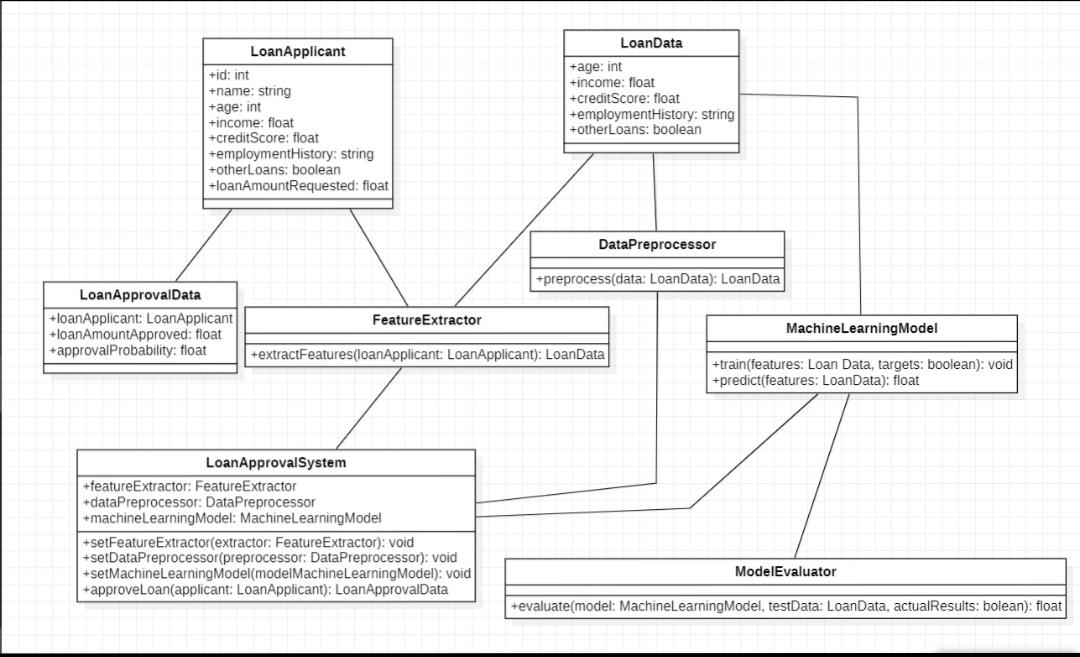 LoanApplicant
+id: int
+name: string
+age: int
+income: float
+creditScore: float
+employmentHistory: string
+otherLoans: boolean
+loanAmountRequested: float
LoanData
+age: int
+income: float
+creditScore: float
+employmentHistory: string
+otherLoans: boolean
DataPreprocessor
+preprocess(data: LoanData): LoanData
LoanApprovalData
+loanApplicant: LoanApplicant
+loanAmountApproved: float
+approvalProbability: float
FeatureExtractor
+extractFeatures(loanApplicant: LoanApplicant): LoanData
MachineLearningModel
+train(features: Loan Data, targets: boolean): void
+predict(features: LoanData): float
LoanApprovalSystem
+featureExtractor: FeatureExtractor
+dataPreprocessor: DataPreprocessor
+machineLearningModel: MachineLearningModel
+setFeatureExtractor(extractor: FeatureExtractor): void
+setDataPreprocessor(preprocessor: DataPreprocessor): void
+setMachineLearningModel(modelMachineLearningModel): void
+approveLoan(applicant: LoanApplicant): LoanApprovalData
ModelEvaluator
+evaluate(model: MachineLearningModel, testData: LoanData, actualResults: bolean): float